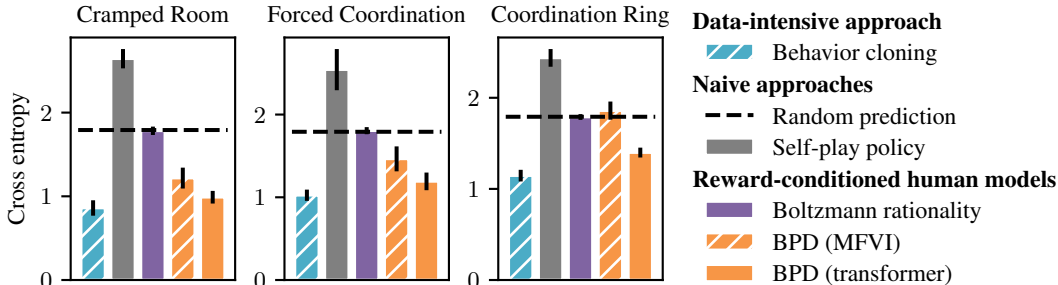 Cramped Room
Forced Coordination
Coordination Ring
Cross entropy
2
1
0
2
1
0
2
1
0
Data-intensive approach
Behavior cloning
Naive approaches
Random prediction
Self-play policy
Reward-conditioned human models
Boltzmann rationality
BPD (MFVI)
BPD (transformer)